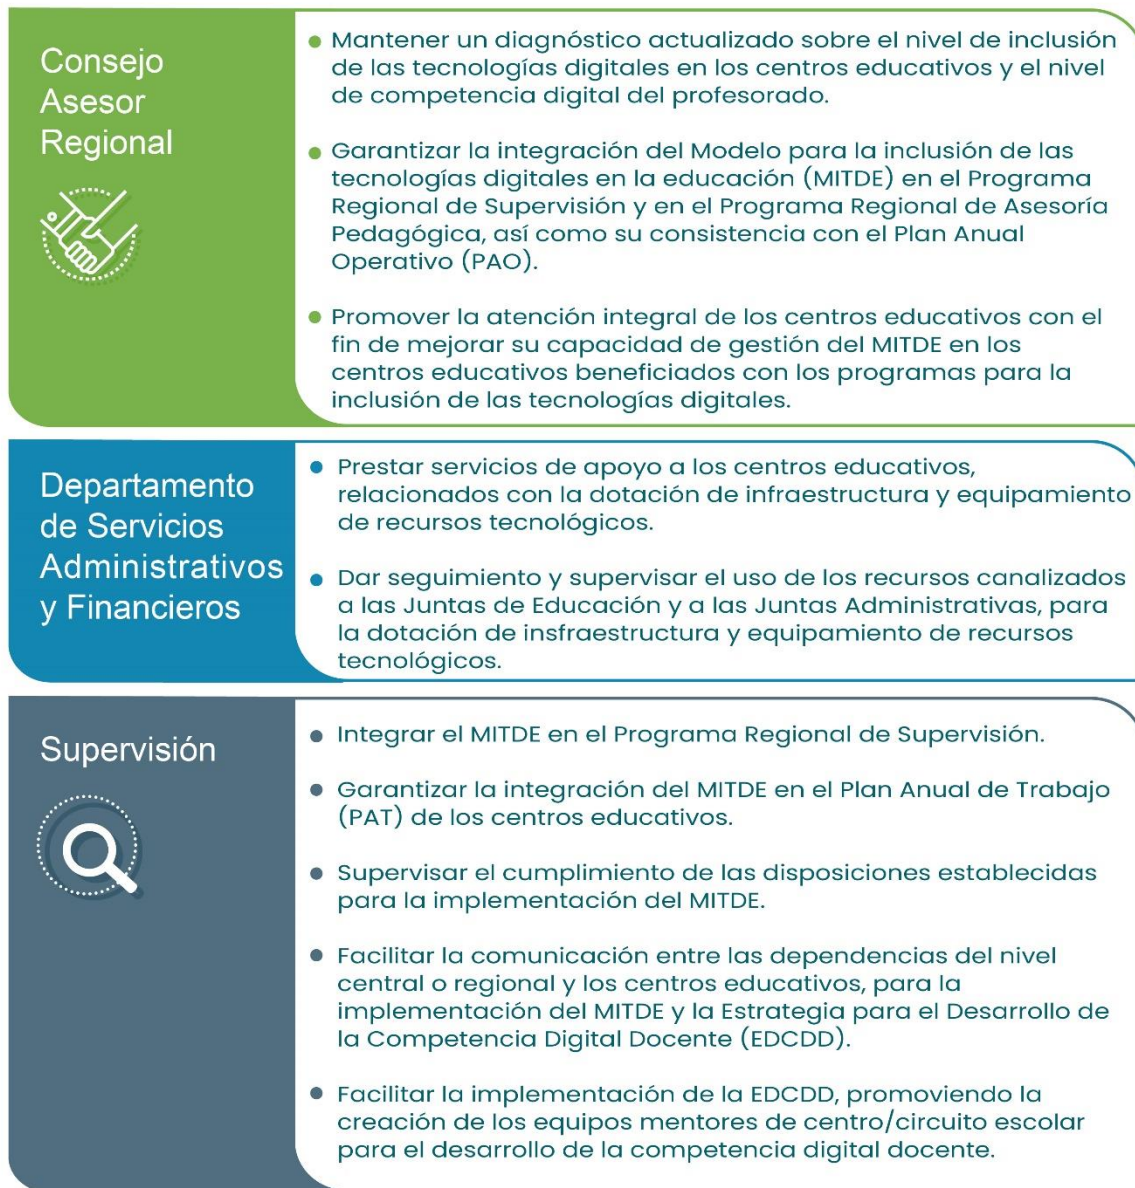 Consejo
Asesor
Regional
Mantener un diagnóstico actualizado sobre el nivel de inclusión
de las tecnologías digitales en los centros educativos y el nivel
de competencia digital del profesorado.
Garantizar la integración del Modelo para la inclusión de las
tecnologías digitales en la educación (MITDE) en el Programa
Regional de Supervisión y en el Programa Regional de Asesoría
Pedagógica, así como su consistencia con el Plan Anual
Operativo (PAO).
Promover la atención integral de los centros educativos con el
fin de mejorar su capacidad de gestión del MITDE en los
centros educativos beneficiados con los programas para la
inclusión de las tecnologías digitales.
Departamento
de Servicios
Administrativos
y Financieros
Prestar servicios de apoyo a los centros educativos,
relacionados con la dotación de infraestructura y equipamiento
de recursos tecnológicos.
Dar seguimiento y supervisar el uso de los recursos canalizados
a las Juntas de Educación y a las Juntas Administrativas, para
la dotación de insfraestructura y equipamiento de recursos
tecnológicos.
Supervisión
Integrar el MITDE en el Programa Regional de Supervisión.
Garantizar la integración del MITDE en el Plan Anual de Trabajo
(PAT) de los centros educativos.
Supervisar el cumplimiento de las disposiciones establecidas
para la implementación del MITDE.
Facilitar la comunicación entre las dependencias del nivel
central o regional y los centros educativos, para la
implementación del MITDE y la Estrategia para el Desarrollo de
la Competencia Digital Docente (EDCDD).
Facilitar la implementación de la EDCDD, promoviendo la
creación de los equipos mentores de centro/circuito escolar
para el desarrollo de la competencia digital docente.